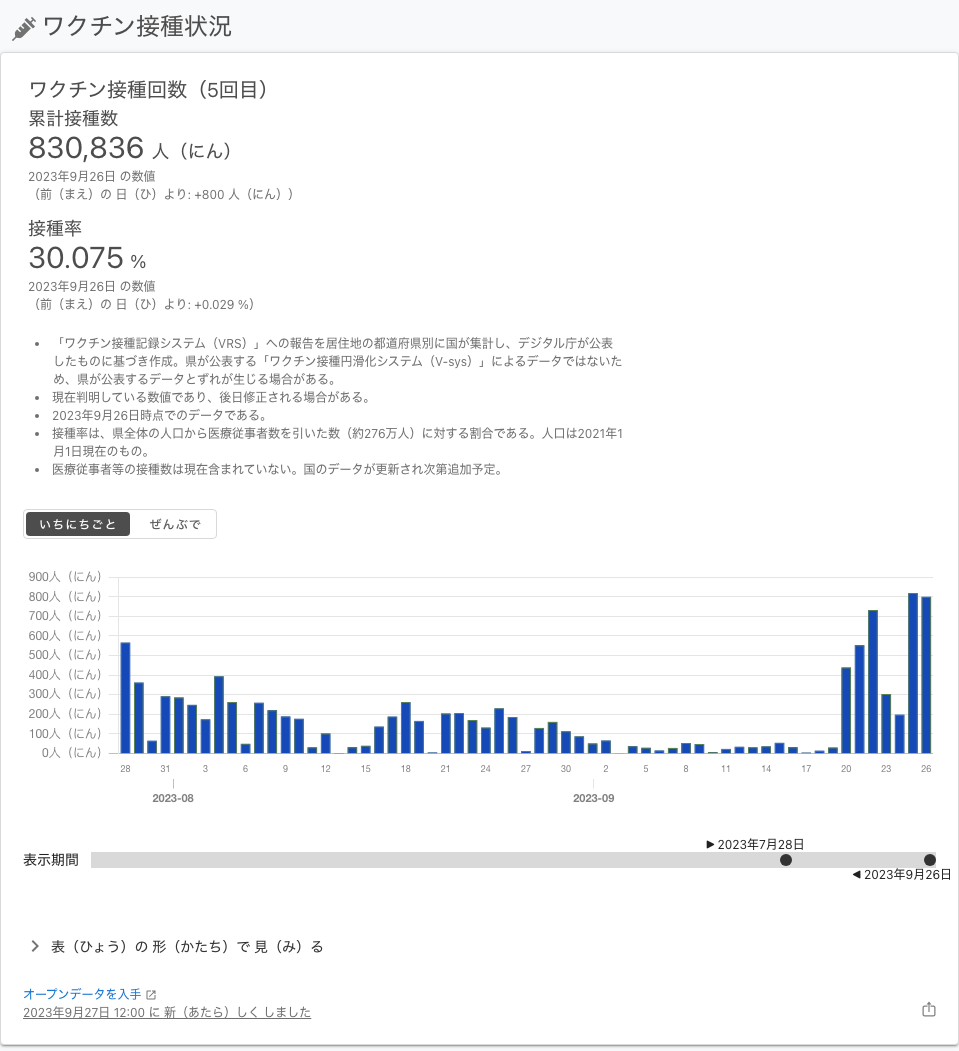 ワクチン接種状況
ワクチン接種回数（5回目）
累計接種数
830,836 人（にん）
2023年9月26日 の数値
（前（まえ）の 日（ひ）より: +800 人（にん））
接種率
30.075 %
2023年9月26日 の数値
（前（まえ）の 日（ひ）より: +0.029 %）
• 「ワクチン接種記録システム（VRS）」への報告を居住地の都道府県別に国が集計し、デジタル庁が公表
したものに基づき作成。県が公表する「ワクチン接種円滑化システム（V-sys）」によるデータではないた
め、県が公表するデータとずれが生じる場合がある。
• 現在判明している数値であり、後日修正される場合がある。
• 2023年9月26日時点でのデータである。
• 接種率は、県全体の人口から医療従事者数を引いた数（約276万人）に対する割合である。人口は2021年1
月1日現在のもの。
• 医療従事者等の接種数は現在含まれていない。国のデータが更新され次第追加予定。
いちにちごと ぜんぶで
900人（にん）
800人（にん）
700人（にん）
600人（にん）
500人（にん）
400人（にん）
300人（にん）
200人（にん）
100人（にん）
0人（にん）
28 31 3 6 9 12 15 18 21 24 27 30 2 5 8 11 14 17 20 23 26
2023-08 2023-09
▶ 2023年7月28日
表示期間
◀ 2023年9月26日
表（ひょう）の 形（かたち）で 見（み）る
オープンデータを入手
2023年9月27日 12:00 に 新（あたら）しく しました